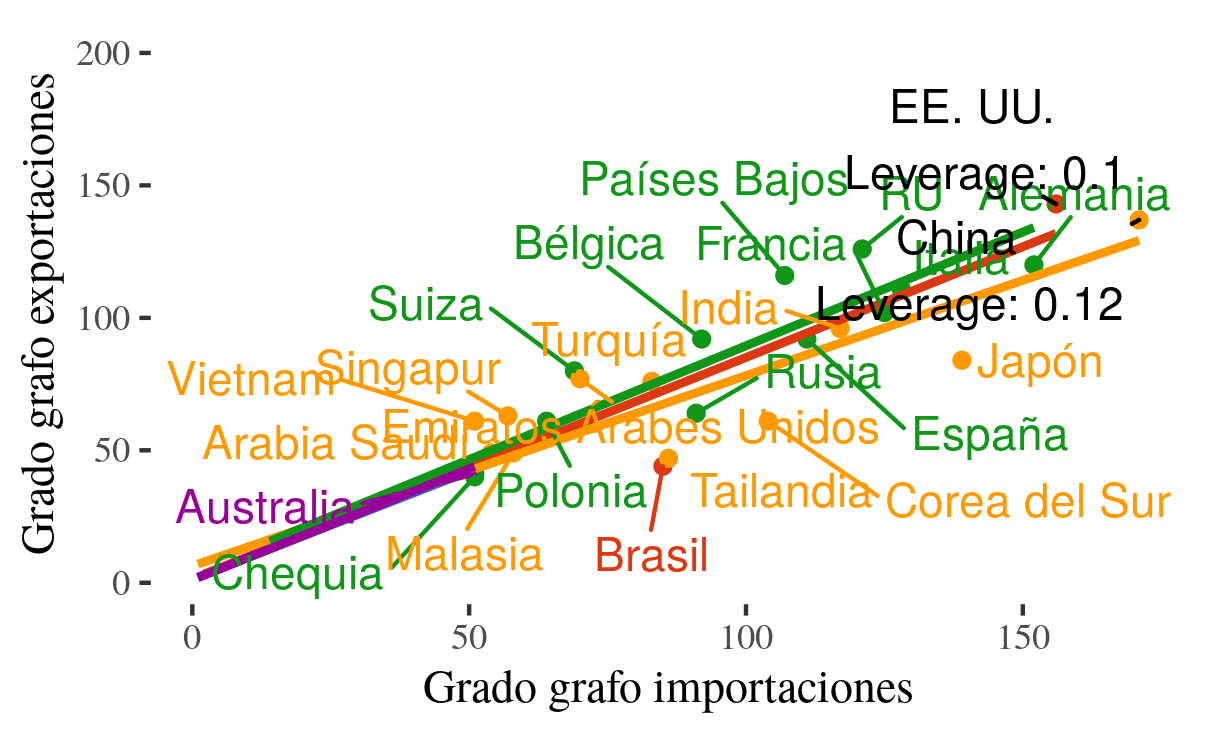 Grado grafo exportaciones
200
150
100
50
0
EE. UU.
Leverage: 0.1
Países Bajos
RU
Alemania
Bélgica
Francia
China
Italia
Suiza
India
Leverage: 0.12
Turquía
Vietnam
Singapur
Rusia
Japón
Arabia Saudí
Emiratos Árabes Unidos
España
Australia
Polonia
Tailandia
Corea del Sur
Chequia
Malasia
Brasil
0
50
100
150
Grado grafo importaciones